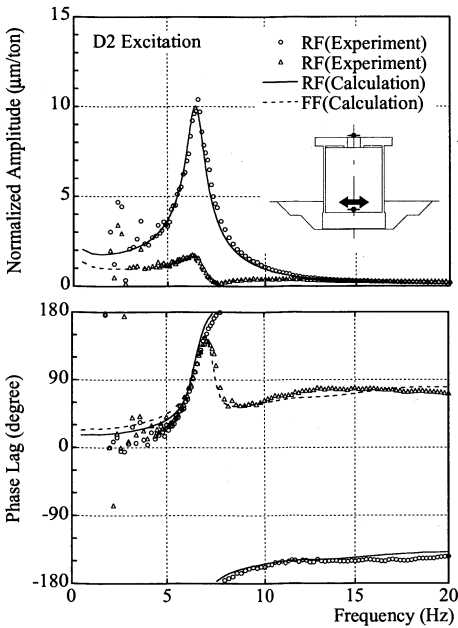 15
D2 Excitation
RF(Experiment)
RF(Experiment)
RF(Calculation)
FF(Calculation)
10
5
0
Normalized Amplitude (μm/ton)
180
90
0
-90
-180
Phase Lag (degree)
0 5 10 15 20
Frequency (Hz)